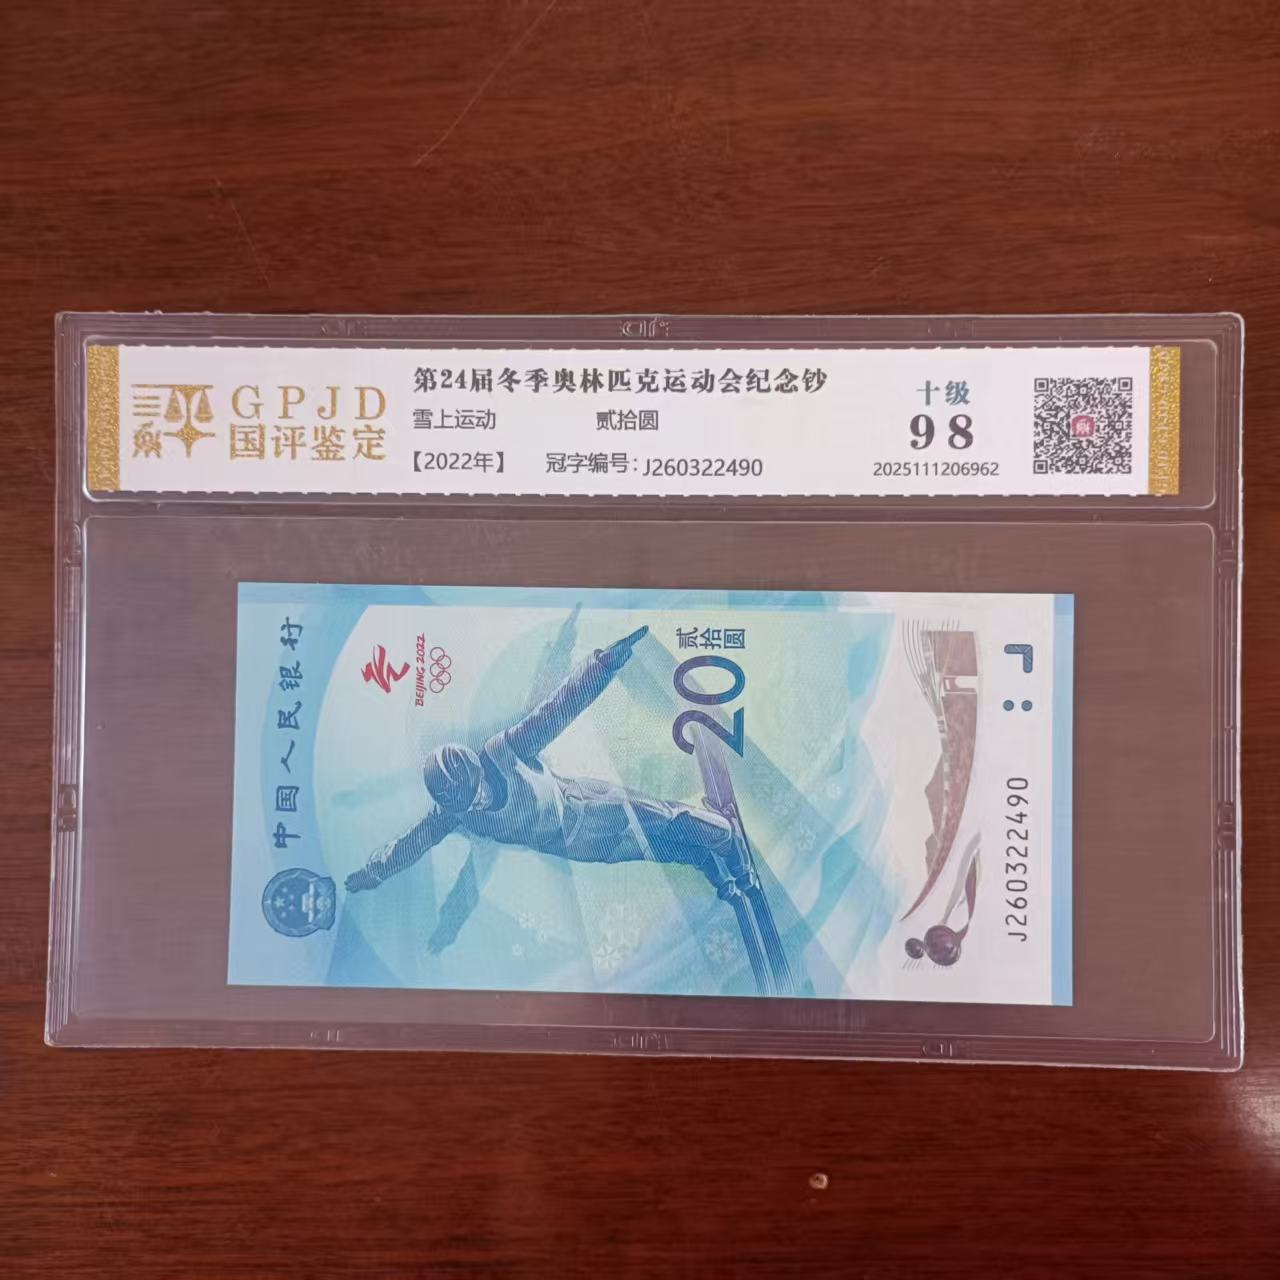 GPJD
国评鉴定
第24届冬季奥林匹克运动会纪念钞
雪上运动 贰拾圆
【2022年】 冠字编号:J260322490
十级
98
2025111206962
中国人民银行
BEIJING 2022
贰拾圆
20
J260322490